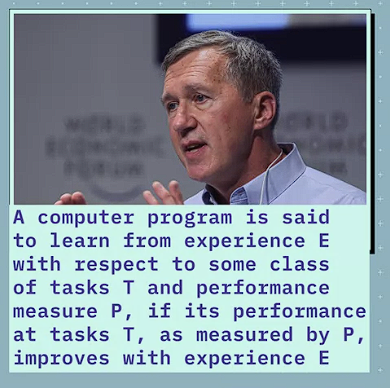 WORLD
ECONOMIC
FORUM
A computer program is said
to learn from experience E
with respect to some class
of tasks T and performance
measure P, if its performance
at tasks T, as measured by P,
improves with experience E